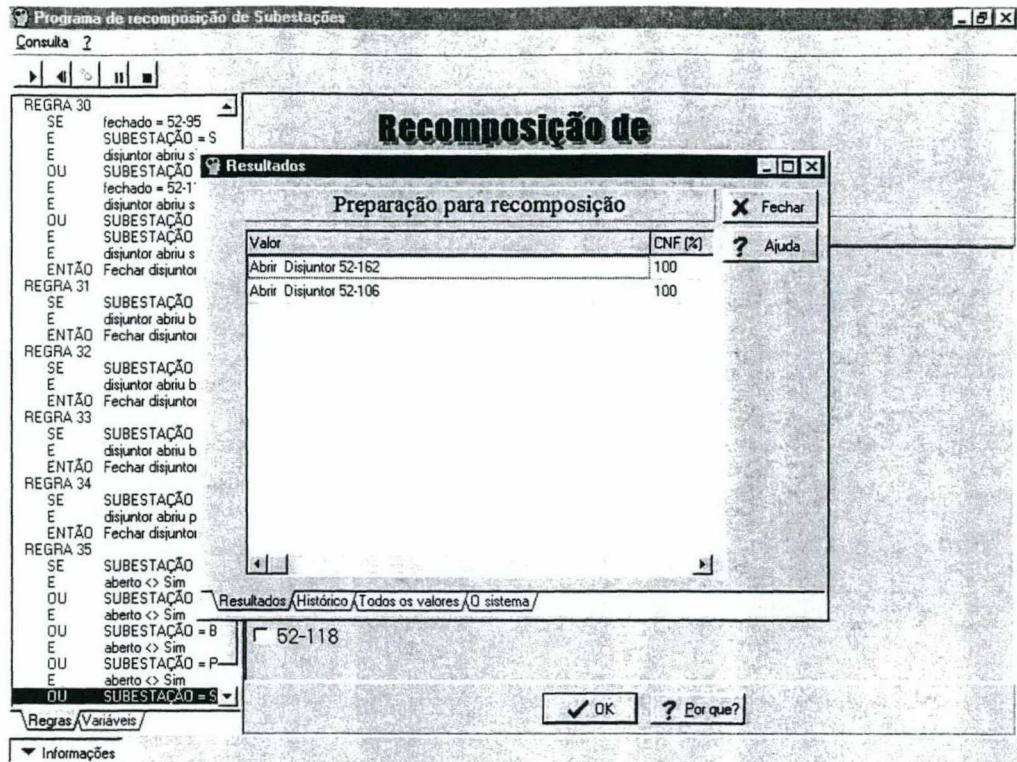 Programa de recomposição de Subestações
Consulta ?
REGRA 30
SE fechado = 52-95
E SUBESTAÇÃO = S
E disjuntor abriu s
OU SUBESTAÇÃO
E fechado = 52-1
E disjuntor abriu s
OU SUBESTAÇÃO
E SUBESTAÇÃO
E disjuntor abriu s
ENTÃO Fechar disjuntor
REGRA 31
SE SUBESTAÇÃO
E disjuntor abriu b
ENTÃO Fechar disjuntor
REGRA 32
SE SUBESTAÇÃO
E disjuntor abriu b
ENTÃO Fechar disjuntor
REGRA 33
SE SUBESTAÇÃO
E disjuntor abriu b
ENTÃO Fechar disjuntor
REGRA 34
SE SUBESTAÇÃO
E disjuntor abriu p
ENTÃO Fechar disjuntor
REGRA 35
SE SUBESTAÇÃO
E aberto <> Sim
OU SUBESTAÇÃO
E aberto <> Sim
OU SUBESTAÇÃO = B
E aberto <> Sim
OU SUBESTAÇÃO = P
E aberto <> Sim
OU SUBESTAÇÃO = S
Regras Variáveis
Informações
Recomposição de
Resultados
Preparação para recomposição
Fechar
Ajuda
Valor CNF (%)
Abrir Disjuntor 52-162 100
Abrir Disjuntor 52-106 100
Resultados Histórico Todos os valores O sistema
52-118
OK
Por que?